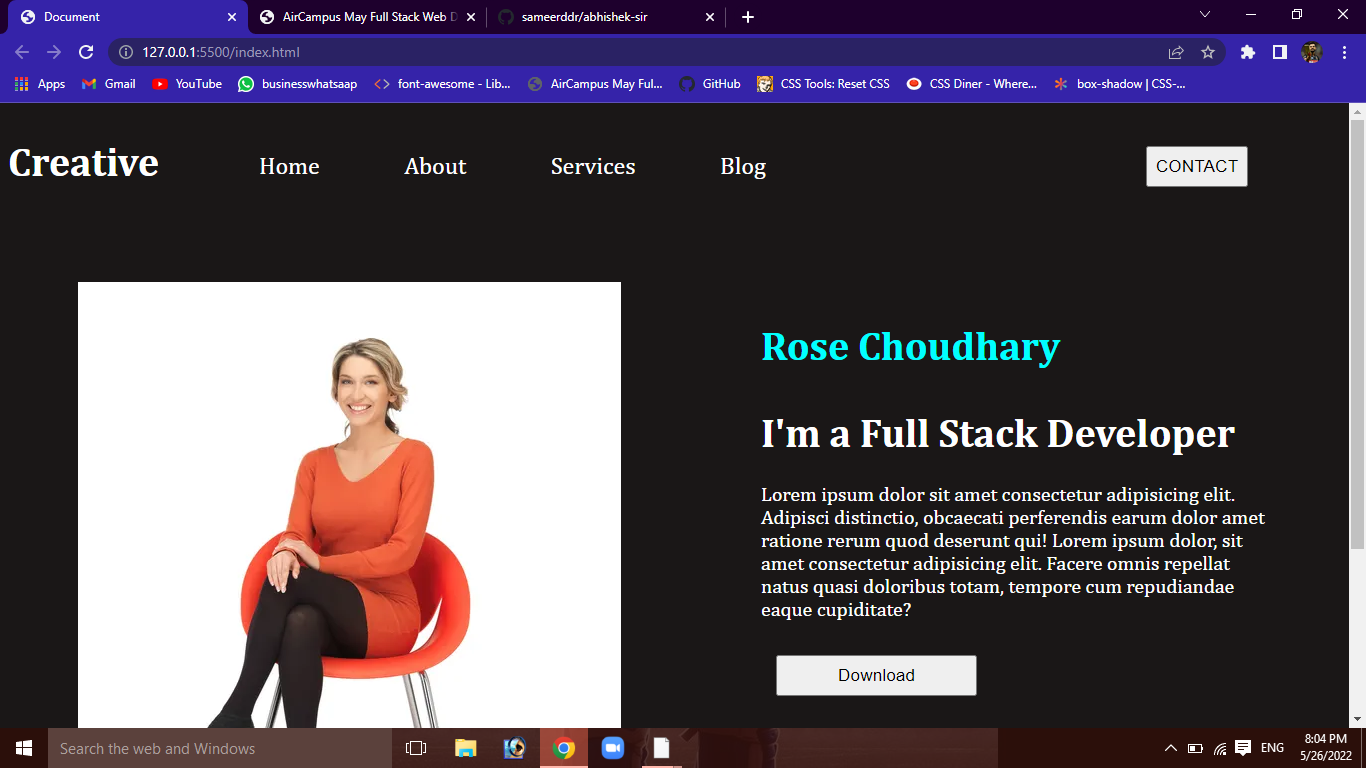 Document
AirCampus May Full Stack Web D
sameerddr/abhishek-sir
127.0.0.1:5500/index.html
Apps
Gmail
YouTube
businesswhatsaap
font-awesome - Lib...
AirCampus May Ful...
GitHub
CSS Tools: Reset CSS
CSS Diner - Where...
box-shadow | CSS-...
Creative
Home
About
Services
Blog
CONTACT
Rose Choudhary
I'm a Full Stack Developer
Lorem ipsum dolor sit amet consectetur adipisicing elit.
Adipisci distinctio, obcaecati perferendis earum dolor amet
ratione rerum quod deserunt qui! Lorem ipsum dolor, sit
amet consectetur adipisicing elit. Facere omnis repellat
natus quasi doloribus totam, tempore cum repudiandae
eaque cupiditate?
Download
Search the web and Windows
ENG
8:04 PM
5/26/2022